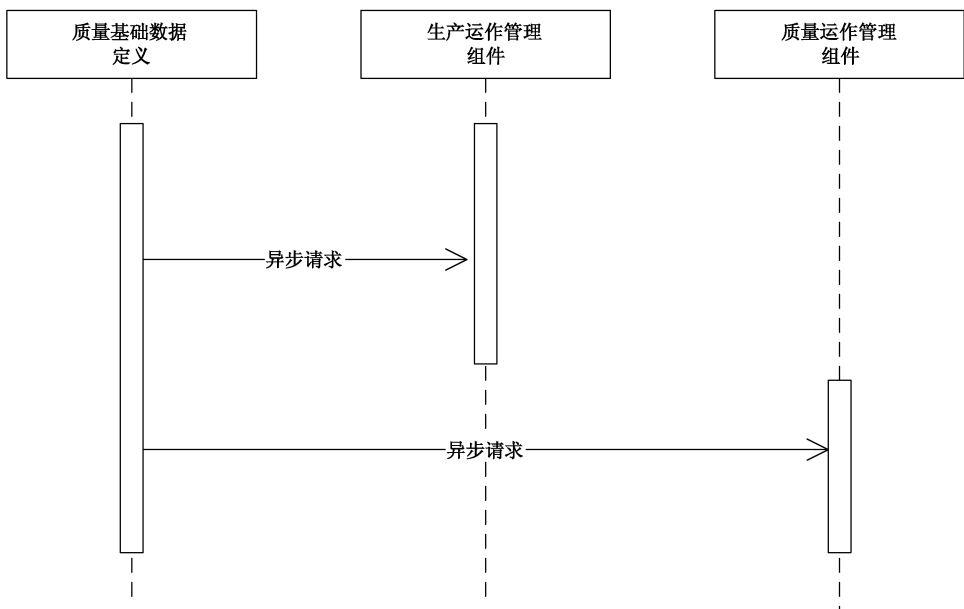 质量基础数据
定义
生产运作管理
组件
质量运作管理
组件
异步请求
异步请求